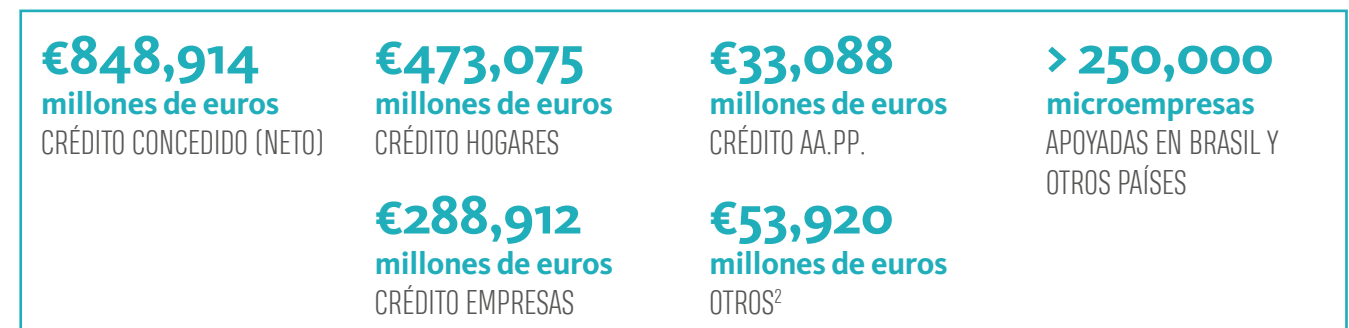 €848,914
millones de euros
CRÉDITO CONCEDIDO (NETO)
€473,075
millones de euros
CRÉDITO HOGARES
€288,912
millones de euros
CRÉDITO EMPRESAS
€33,088
millones de euros
CRÉDITO AA.PP.
€53,920
millones de euros
OTROS²
> 250,000
microempresas
APOYADAS EN BRASIL Y
OTROS PAÍSES